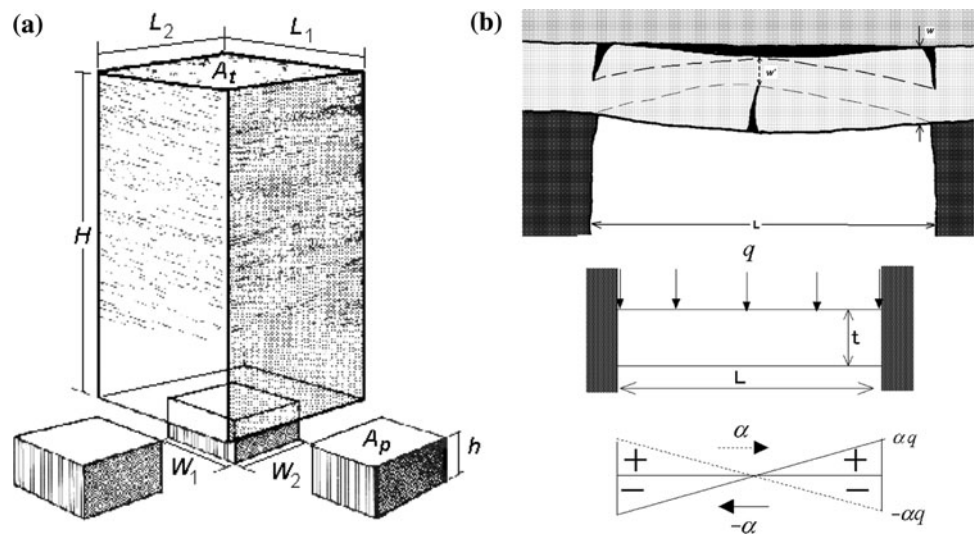 (a)
L₂
L₁
Aₜ
H
Aₚ
h
W₁
W₂
(b)
w
w'
L
q
t
L
α
αq
+
+
−
−
-α
-αq